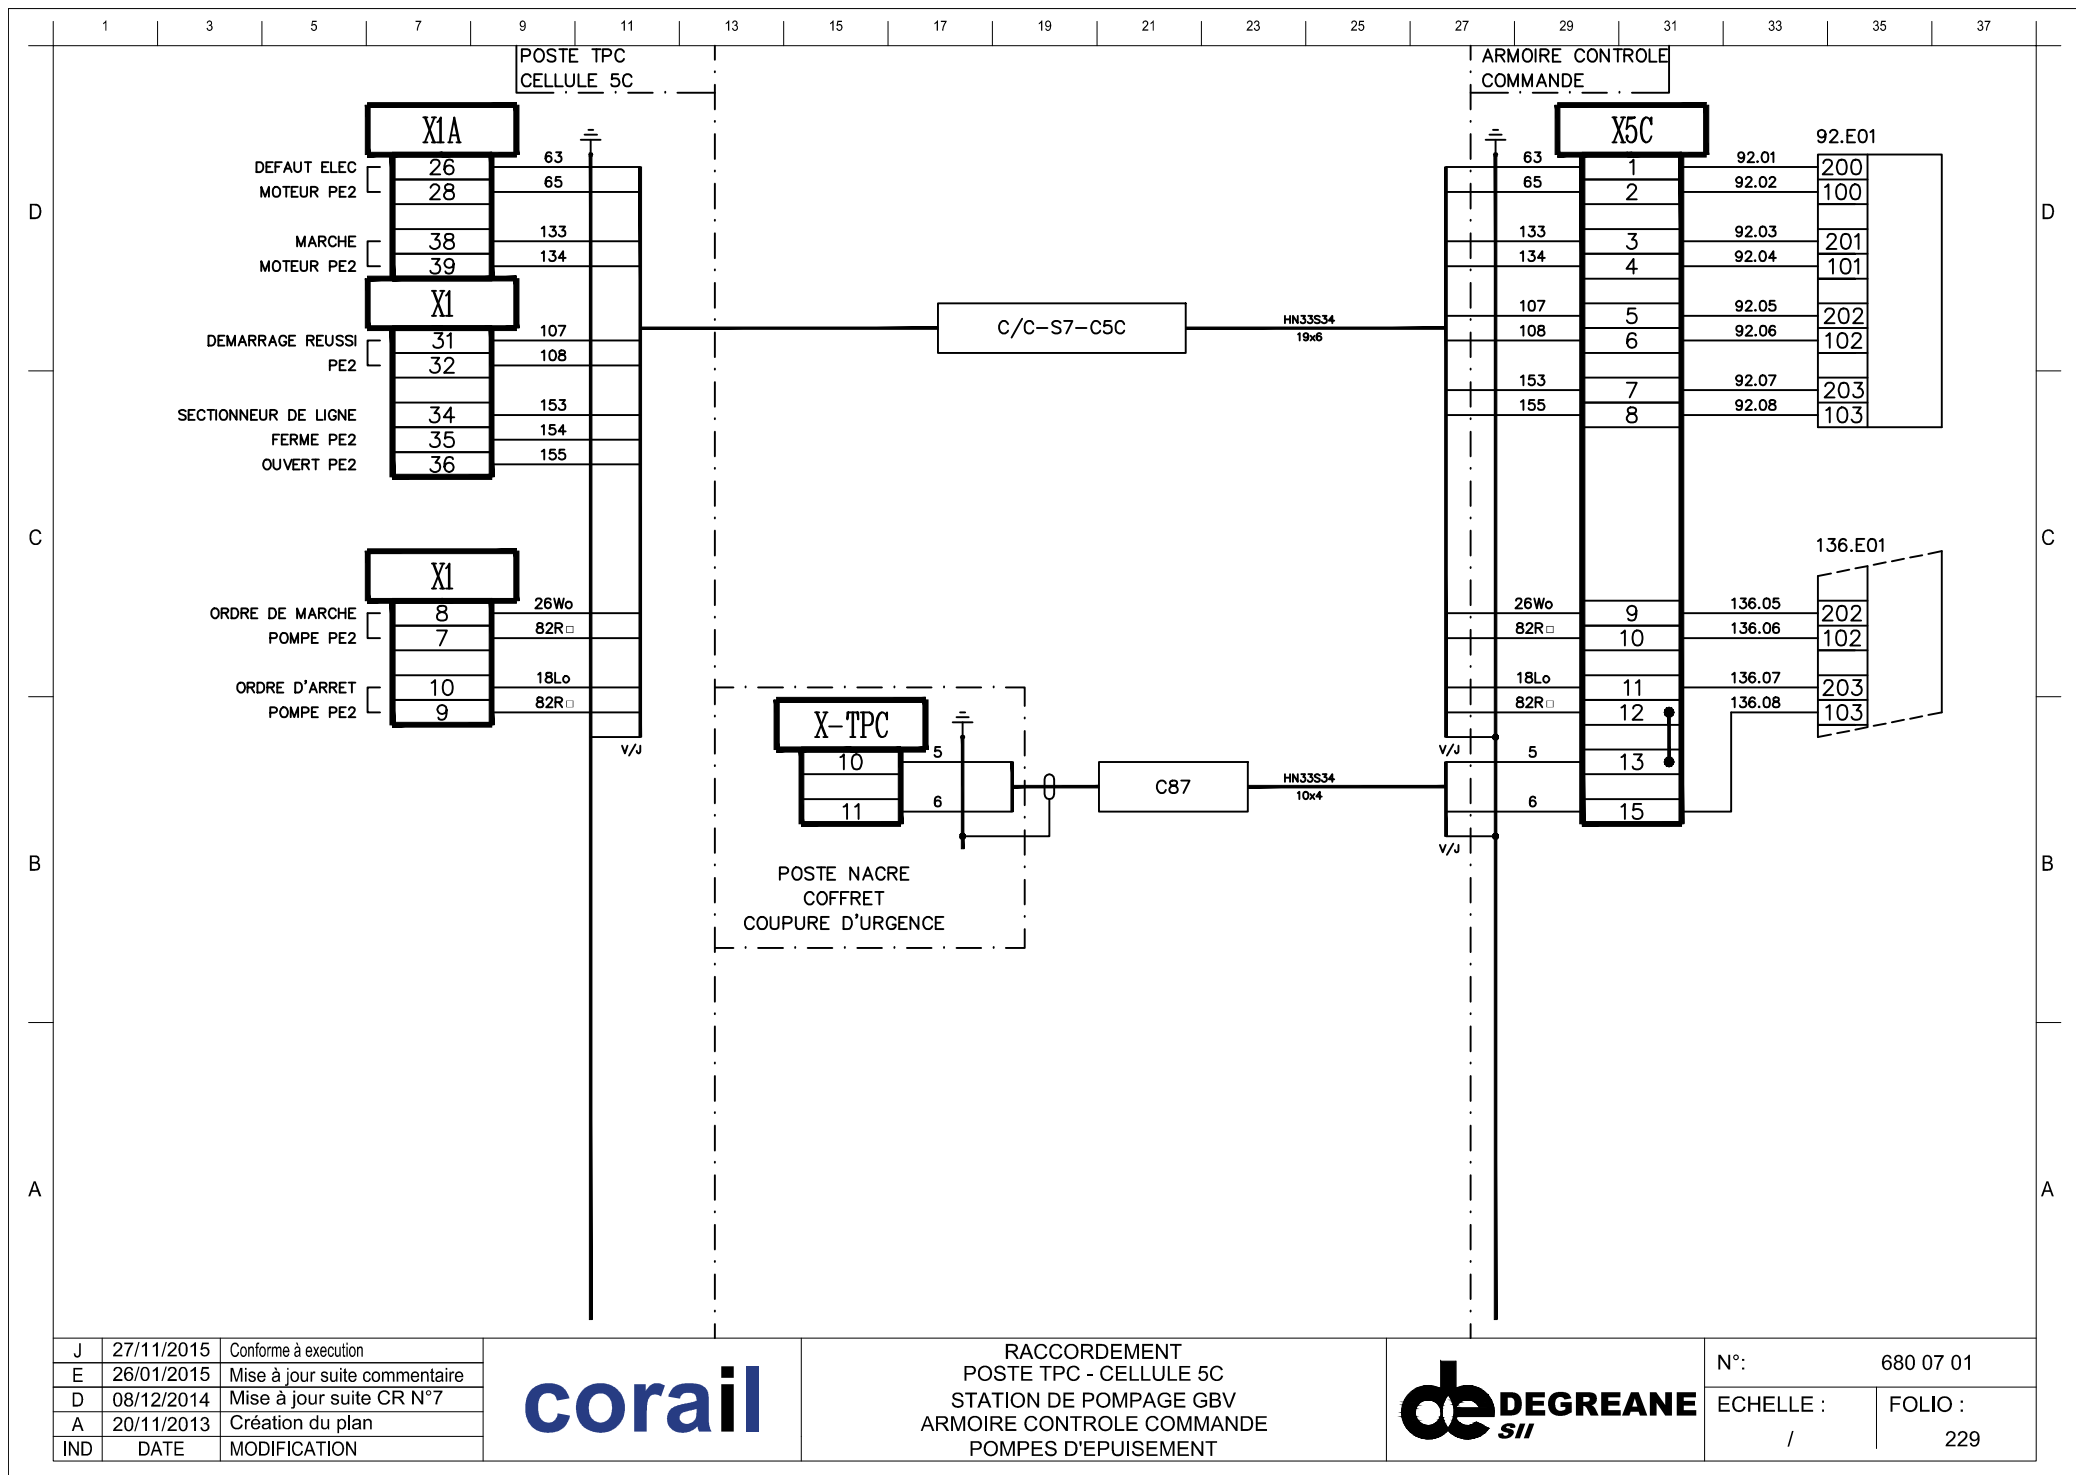 1 3 5 7 9 11 13 15 17 19 21 23 25 27 29 31 33 35 37
POSTE TPC
CELLULE 5C
ARMOIRE CONTROLE
COMMANDE
X1A
DEFAUT ELEC 26 63
MOTEUR PE2 28 65
MARCHE 38 133
MOTEUR PE2 39 134
X1
DEMARRAGE REUSSI 31 107
PE2 32 108
SECTIONNEUR DE LIGNE 34 153
FERME PE2 35 154
OUVERT PE2 36 155
X1
ORDRE DE MARCHE 8 26Wo
POMPE PE2 7 82R□
ORDRE D'ARRET 10 18Lo
POMPE PE2 9 82R□
V/J
C/C-S7-C5C
HN33S34
19x6
X-TPC
10 5
11 6
POSTE NACRE
COFFRET
COUPURE D'URGENCE
C87
HN33S34
10x4
X5C
92.E01
63 1 92.01 200
65 2 92.02 100
133 3 92.03 201
134 4 92.04 101
107 5 92.05 202
108 6 92.06 102
153 7 92.07 203
155 8 92.08 103
136.E01
26Wo 9 136.05 202
82R□ 10 136.06 102
18Lo 11 136.07 203
82R□ 12 136.08 103
V/J
5 13
6 15
V/J
D D
C C
B B
A A
J 27/11/2015 Conforme à execution
E 26/01/2015 Mise à jour suite commentaire
D 08/12/2014 Mise à jour suite CR N°7
A 20/11/2013 Création du plan
IND DATE MODIFICATION
corail
RACCORDEMENT
POSTE TPC - CELLULE 5C
STATION DE POMPAGE GBV
ARMOIRE CONTROLE COMMANDE
POMPES D'EPUISEMENT
de DEGREANE
SII
N°: 680 07 01
ECHELLE : /
FOLIO : 229